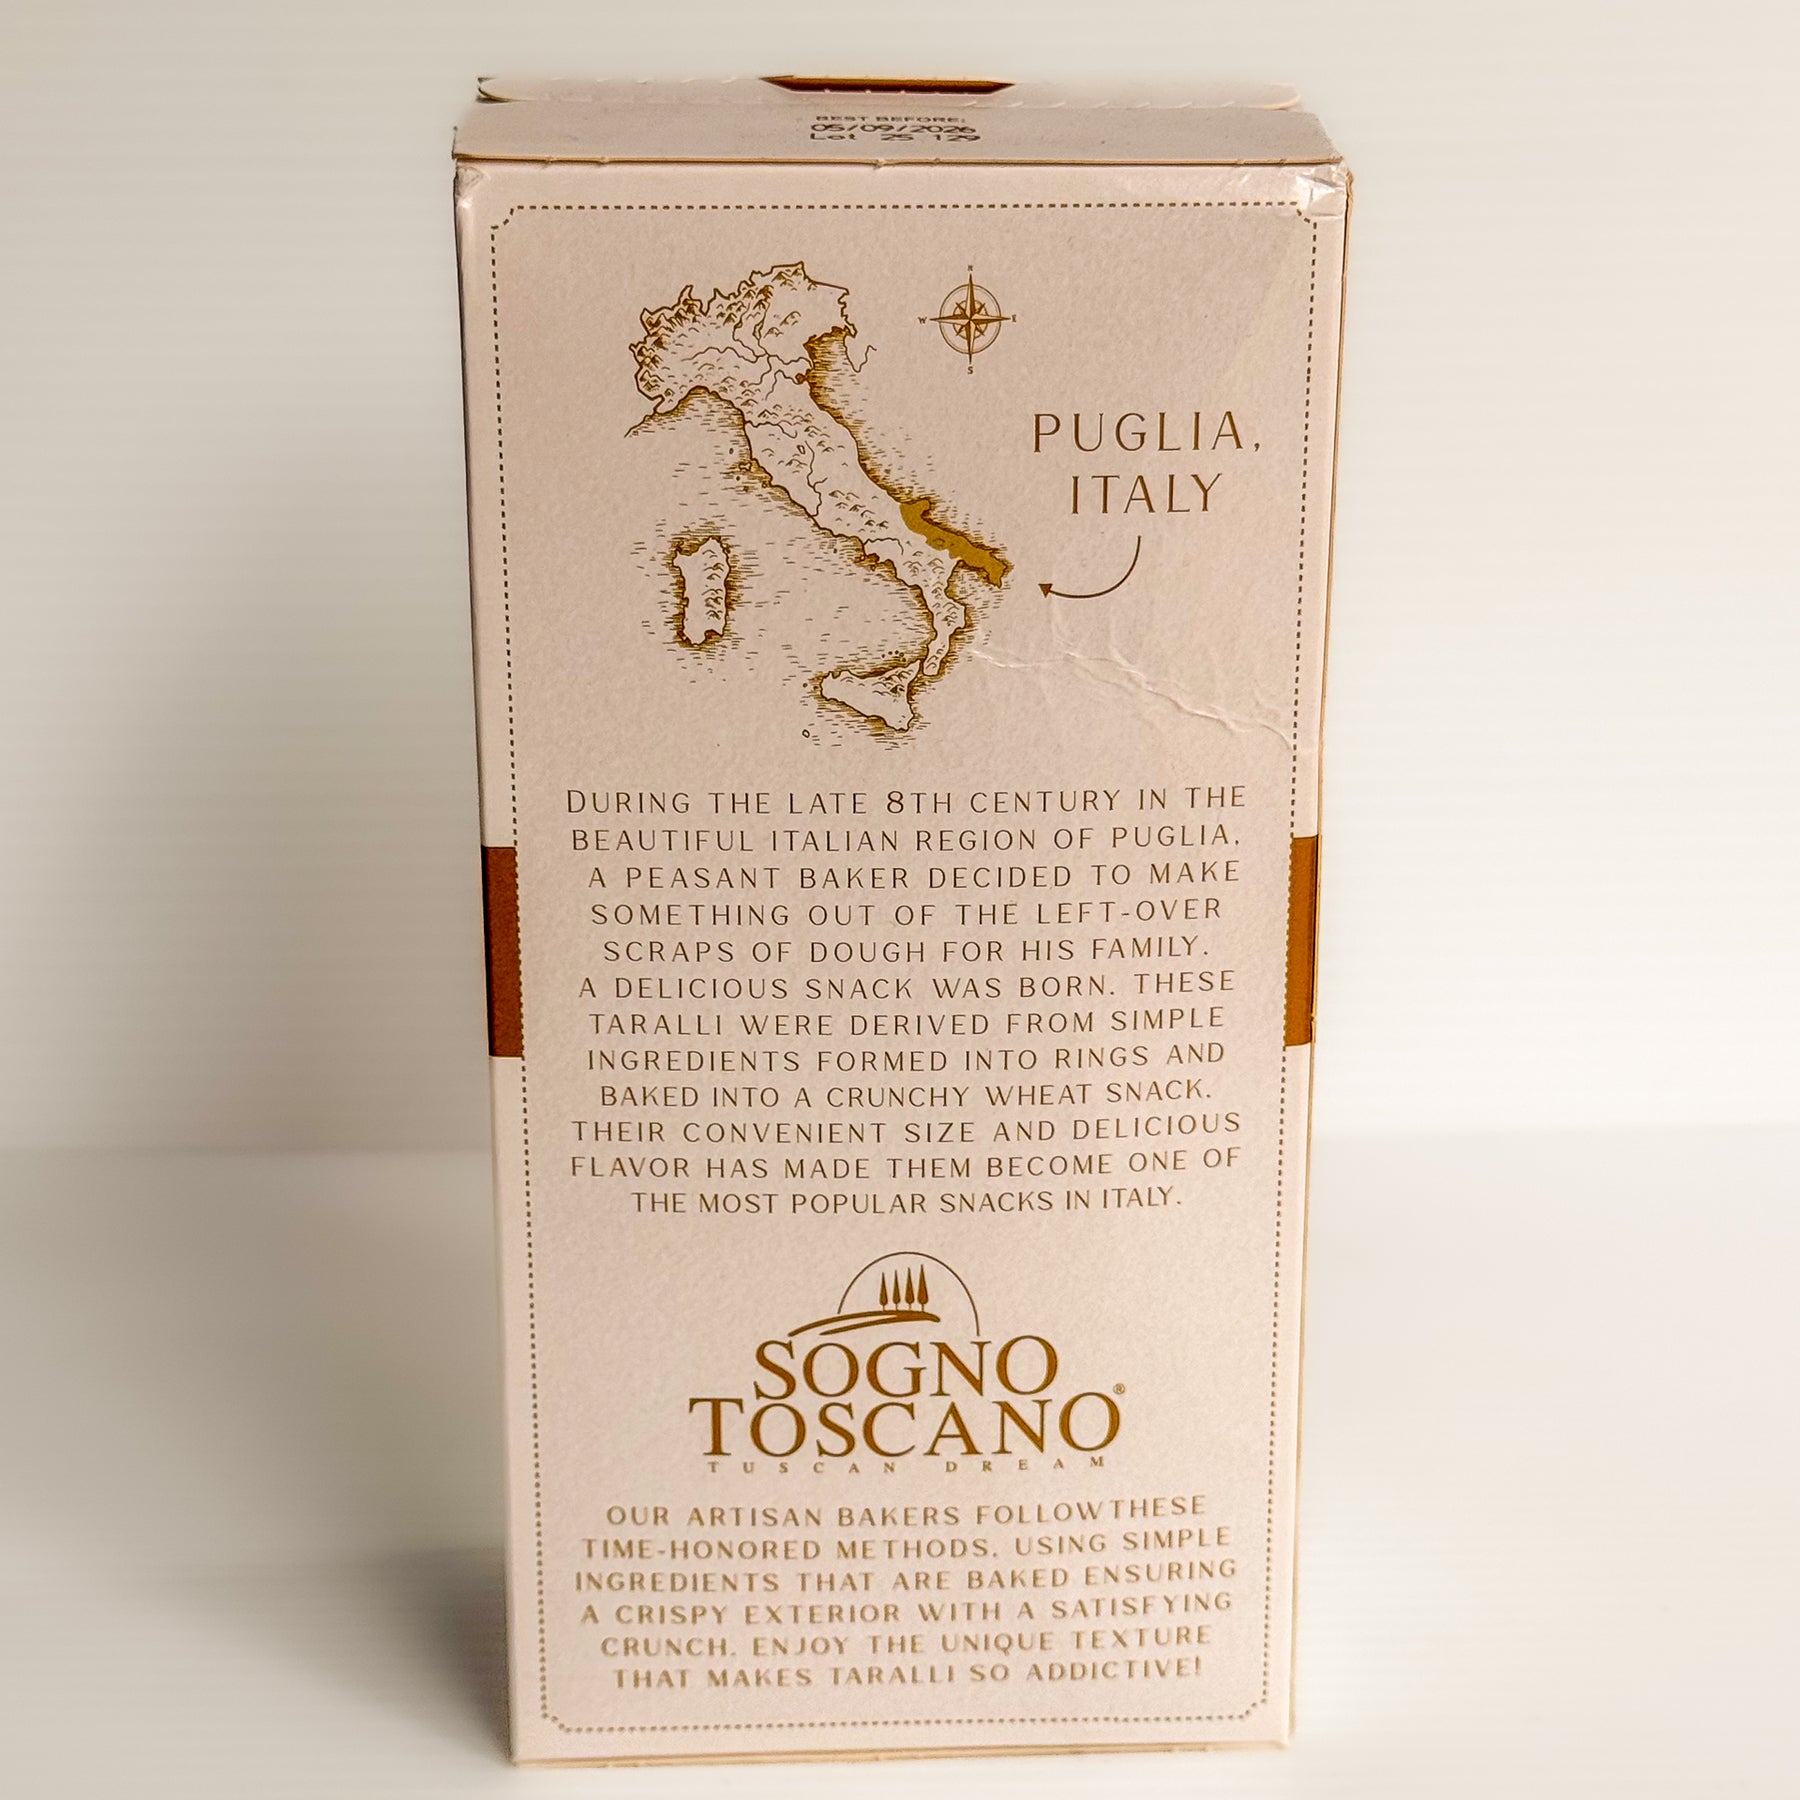 BEST BEFORE:
05/09/2026
Lot 25 129
N
W E
S
PUGLIA,
ITALY
DURING THE LATE 8TH CENTURY IN THE
BEAUTIFUL ITALIAN REGION OF PUGLIA,
A PEASANT BAKER DECIDED TO MAKE
SOMETHING OUT OF THE LEFT-OVER
SCRAPS OF DOUGH FOR HIS FAMILY.
A DELICIOUS SNACK WAS BORN. THESE
TARALLI WERE DERIVED FROM SIMPLE
INGREDIENTS FORMED INTO RINGS AND
BAKED INTO A CRUNCHY WHEAT SNACK.
THEIR CONVENIENT SIZE AND DELICIOUS
FLAVOR HAS MADE THEM BECOME ONE OF
THE MOST POPULAR SNACKS IN ITALY.
SOGNO
TOSCANO®
TUSCAN DREAM
OUR ARTISAN BAKERS FOLLOW THESE
TIME-HONORED METHODS. USING SIMPLE
INGREDIENTS THAT ARE BAKED ENSURING
A CRISPY EXTERIOR WITH A SATISFYING
CRUNCH. ENJOY THE UNIQUE TEXTURE
THAT MAKES TARALLI SO ADDICTIVE!